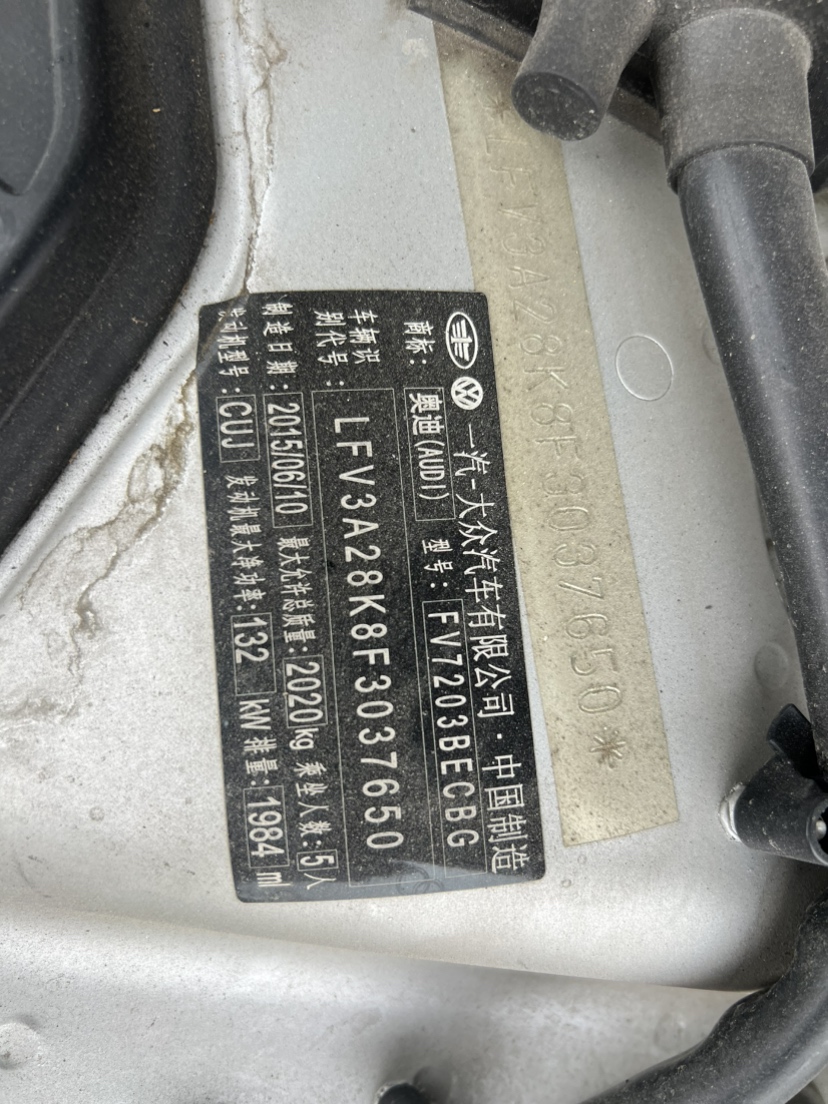 *LFV3A28K8F3037650*
一汽-大众汽车有限公司·中国制造
商标: 奥迪(AUDI) 型号: FV7203BECBG
车辆识
别代号: LFV3A28K8F3037650
制造日期: 2015/06/10 最大允许总质量: 2020kg 乘坐人数: 5人
发动机型号: CUJ 发动机最大净功率: 132 kW 排量: 1984 ml